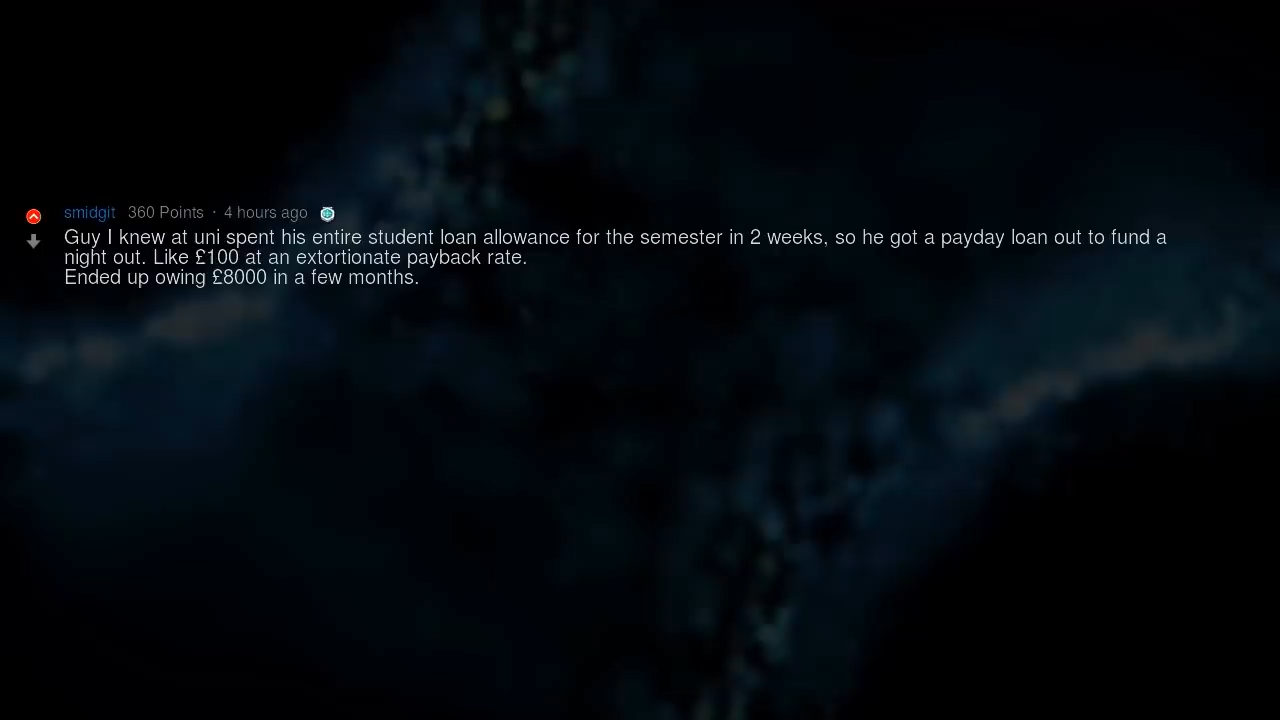 smidgit 360 Points · 4 hours ago
Guy I knew at uni spent his entire student loan allowance for the semester in 2 weeks, so he got a payday loan out to fund a
night out. Like £100 at an extortionate payback rate.
Ended up owing £8000 in a few months.